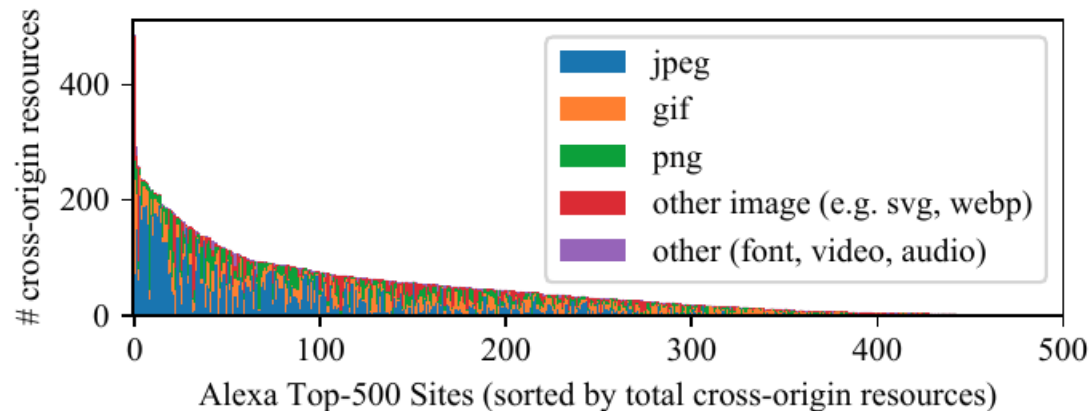 # cross-origin resources
400
200
0
jpeg
gif
png
other image (e.g. svg, webp)
other (font, video, audio)
0 100 200 300 400 500
Alexa Top-500 Sites (sorted by total cross-origin resources)